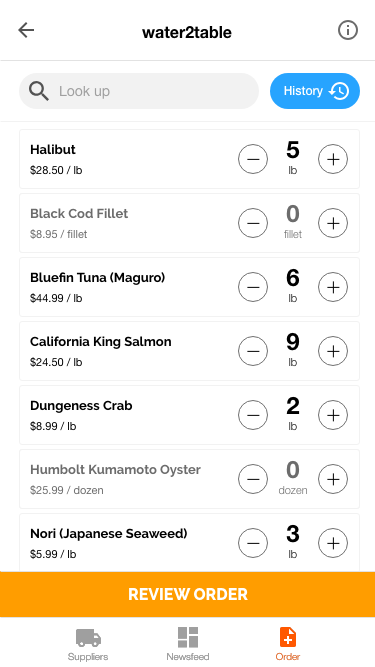 water2table
Look up
History
Halibut
$28.50 / lb
5
lb
Black Cod Fillet
$8.95 / fillet
0
fillet
Bluefin Tuna (Maguro)
$44.99 / lb
6
lb
California King Salmon
$24.50 / lb
9
lb
Dungeness Crab
$8.99 / lb
2
lb
Humbolt Kumamoto Oyster
$25.99 / dozen
0
dozen
Nori (Japanese Seaweed)
$5.99 / lb
3
lb
REVIEW ORDER
Suppliers
Newsfeed
Order